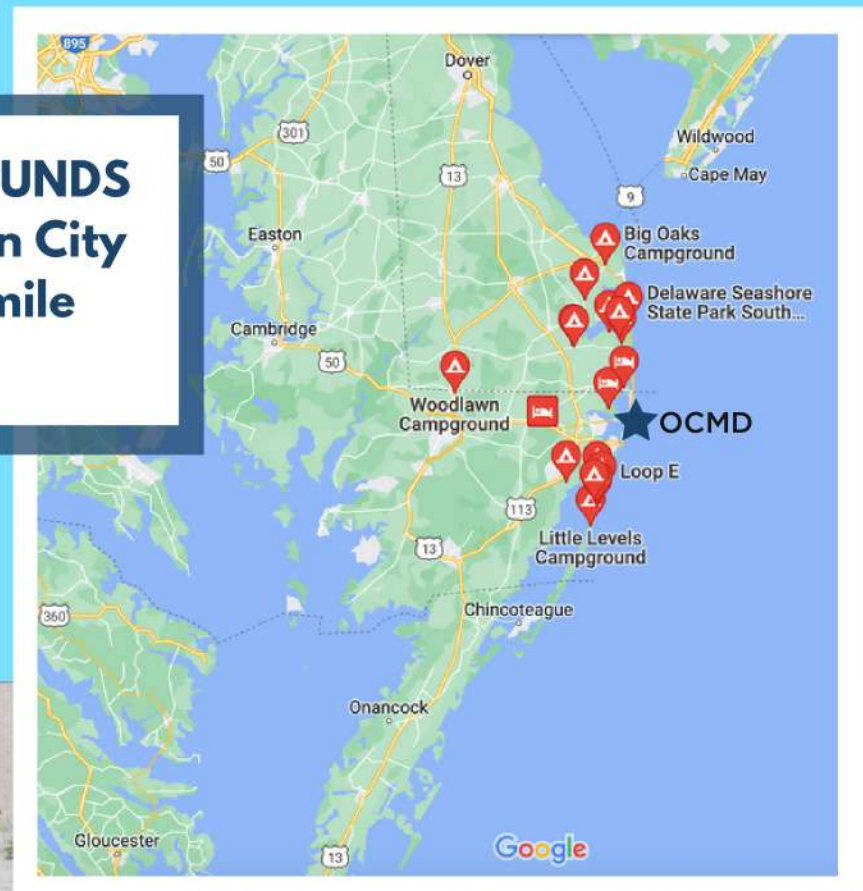 UNDS
n City
mile
895
Dover
301
50
13
Wildwood
Cape May
9
Easton
Big Oaks
Campground
Delaware Seashore
State Park South...
Cambridge
50
Woodlawn
Campground
OCMD
Loop E
113
Little Levels
Campground
13
Chincoteague
360
Onancock
Gloucester
13
Google